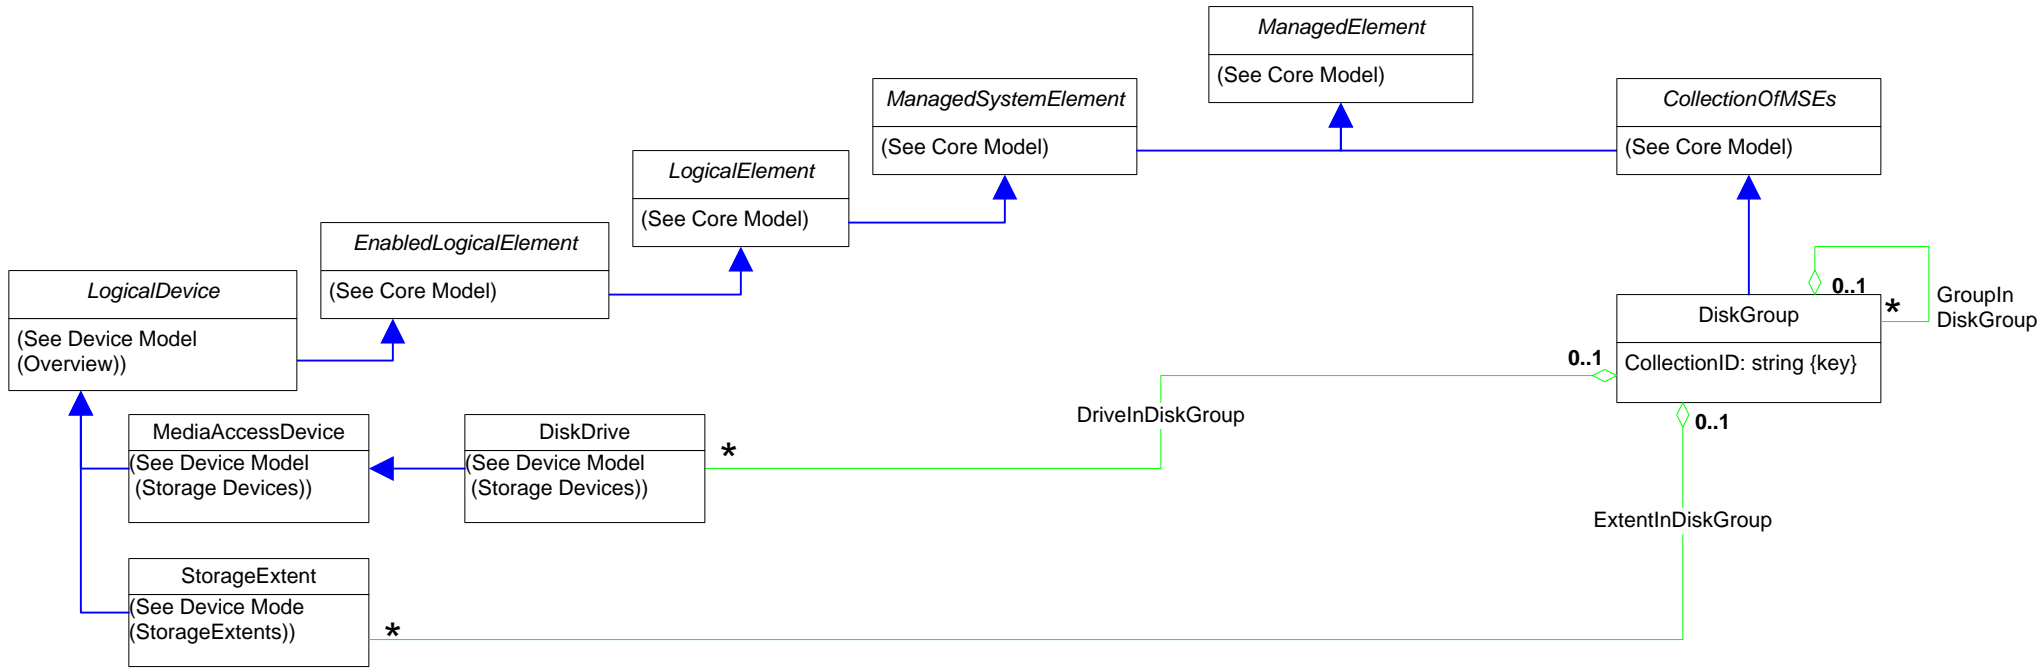 ManagedElement
(See Core Model)
ManagedSystemElement
(See Core Model)
CollectionOfMSEs
(See Core Model)
LogicalElement
(See Core Model)
EnabledLogicalElement
(See Core Model)
LogicalDevice
(See Device Model
(Overview))
0..1
*
GroupIn
DiskGroup
DiskGroup
CollectionID: string {key}
0..1
0..1
DriveInDiskGroup
MediaAccessDevice
(See Device Model
(Storage Devices))
DiskDrive
(See Device Model
(Storage Devices))
*
ExtentInDiskGroup
StorageExtent
(See Device Mode
(StorageExtents))
*